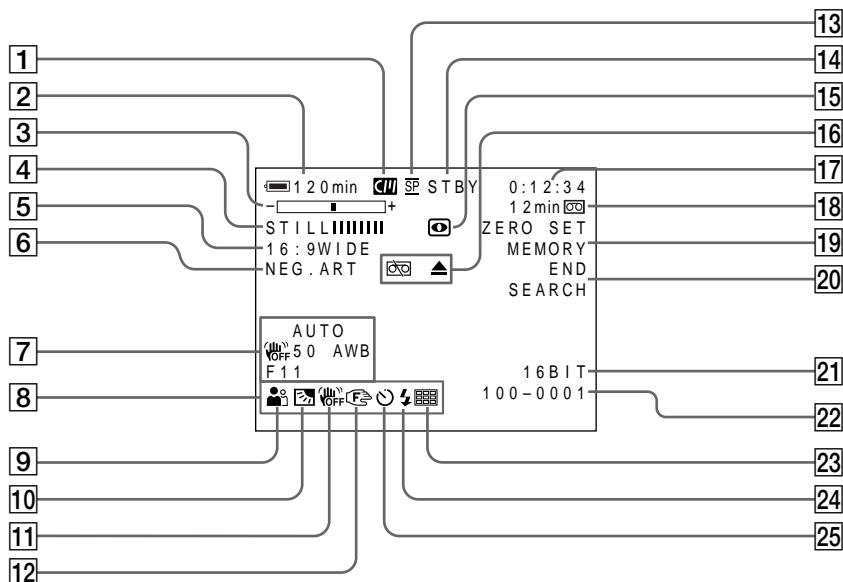 13
1
14
2
15
3
16
4
17
5
18
6
19
20
7
21
8
22
9
23
10
24
11
25
12
120min SP STBY 0:12:34
− +
12min
STILL ZERO SET
16:9WIDE MEMORY
NEG.ART END
SEARCH
AUTO
OFF 50 AWB
F11
16BIT
OFF F
100–0001